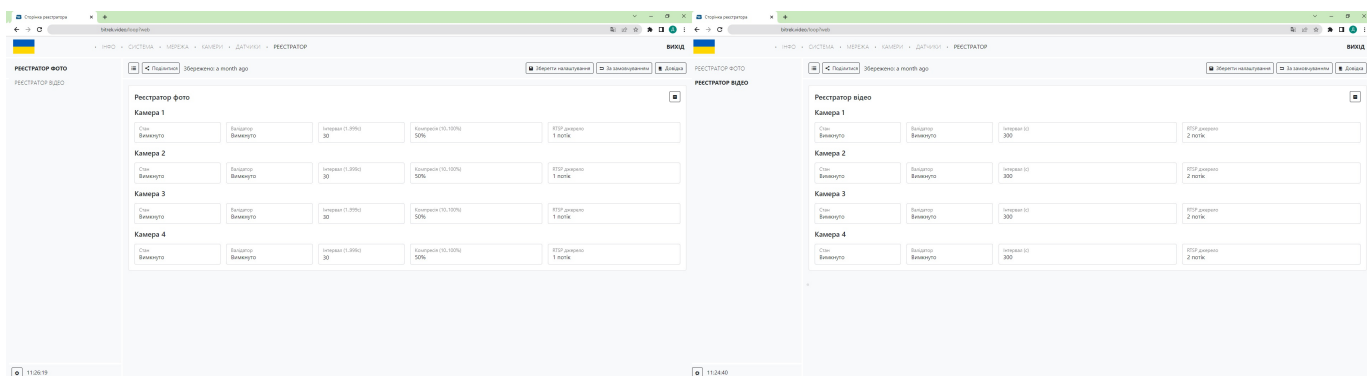 Сторінка реєстратора
bitrek.video/loop?web
ІНФО • СИСТЕМА • МЕРЕЖА • КАМЕРИ • ДАТЧИКИ • РЕЄСТРАТОР
ВИХІД
РЕЄСТРАТОР ФОТО
РЕЄСТРАТОР ВІДЕО
Поділитися Збережено: a month ago
Зберегти налаштування За замовчуванням Довідка
Реєстратор фото
Камера 1
Стан Валідатор Інтервал (1..999с) Компресія (10..100%) RTSP джерело
Вимкнуто Вимкнуто 30 50% 1 потік
Камера 2
Стан Валідатор Інтервал (1..999с) Компресія (10..100%) RTSP джерело
Вимкнуто Вимкнуто 30 50% 1 потік
Камера 3
Стан Валідатор Інтервал (1..999с) Компресія (10..100%) RTSP джерело
Вимкнуто Вимкнуто 30 50% 1 потік
Камера 4
Стан Валідатор Інтервал (1..999с) Компресія (10..100%) RTSP джерело
Вимкнуто Вимкнуто 30 50% 1 потік
11:26:19
Сторінка реєстратора
bitrek.video/loop?web
ІНФО • СИСТЕМА • МЕРЕЖА • КАМЕРИ • ДАТЧИКИ • РЕЄСТРАТОР
ВИХІД
РЕЄСТРАТОР ФОТО
РЕЄСТРАТОР ВІДЕО
Поділитися Збережено: a month ago
Зберегти налаштування За замовчуванням Довідка
Реєстратор відео
Камера 1
Стан Валідатор Інтервал (с) RTSP джерело
Вимкнуто Вимкнуто 300 2 потік
Камера 2
Стан Валідатор Інтервал (с) RTSP джерело
Вимкнуто Вимкнуто 300 2 потік
Камера 3
Стан Валідатор Інтервал (с) RTSP джерело
Вимкнуто Вимкнуто 300 2 потік
Камера 4
Стан Валідатор Інтервал (с) RTSP джерело
Вимкнуто Вимкнуто 300 2 потік
11:24:40